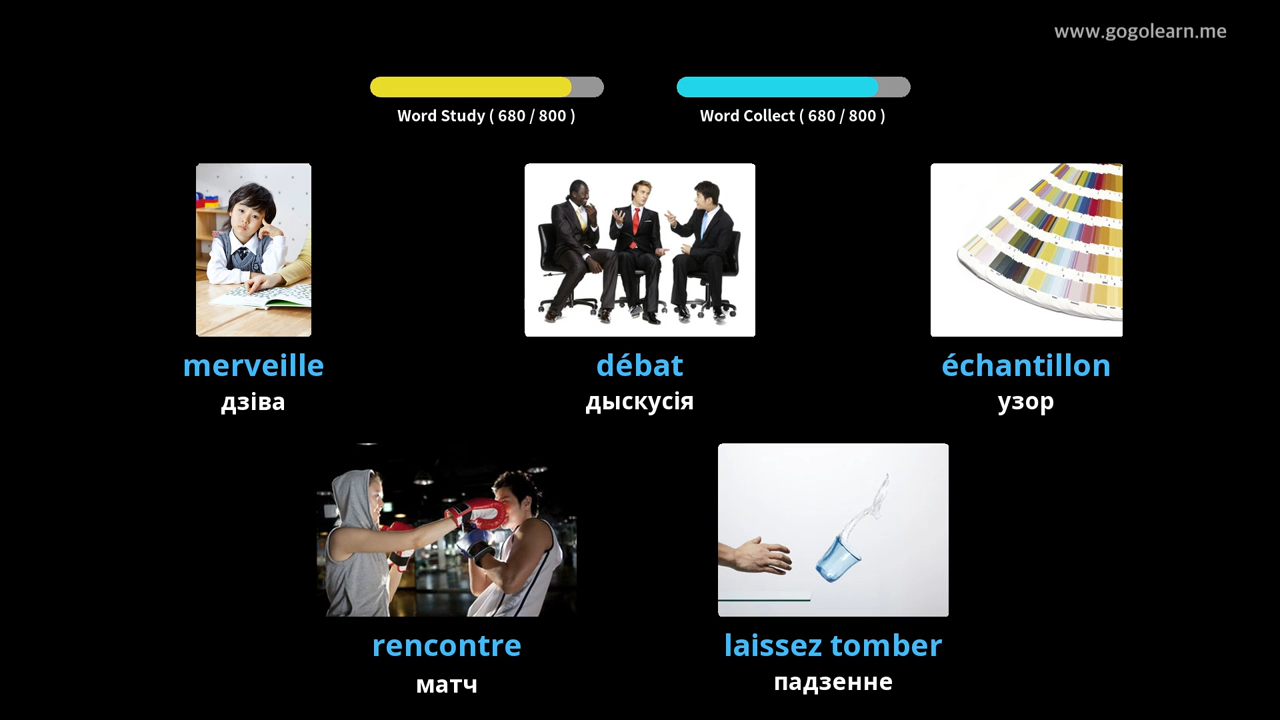 www.gogolearn.me
Word Study ( 680 / 800 )
Word Collect ( 680 / 800 )
merveille
дзіва
débat
дыскусія
échantillon
узор
rencontre
матч
laissez tomber
падзенне